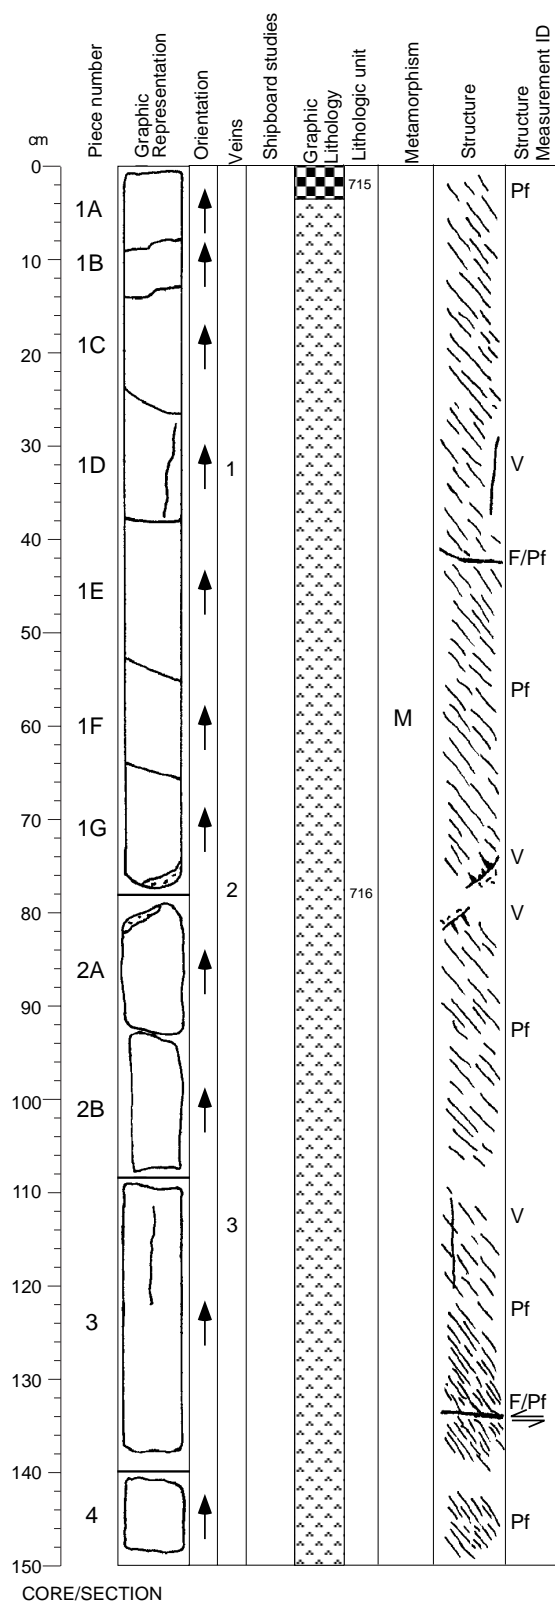 cm
Piece number
Graphic
Representation
Orientation
Veins
Shipboard studies
Graphic
Lithology
Lithologic unit
Metamorphism
Structure
Structure
Measurement ID
0
715
Pf
1A
1B
10
1C
20
30
1D
1
V
40
F/Pf
1E
50
Pf
1F
60
M
70
1G
V
2
716
80
V
2A
90
Pf
100
2B
110
3
V
120
3
Pf
130
F/Pf
140
4
Pf
150
CORE/SECTION